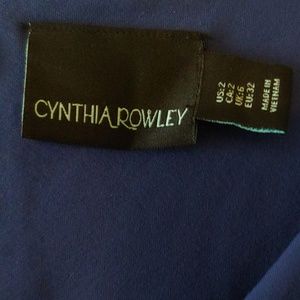 CYNTHIA ROWLEY
US:2
CA:2
UK:6
EU:32
MADE IN
VIETNAM